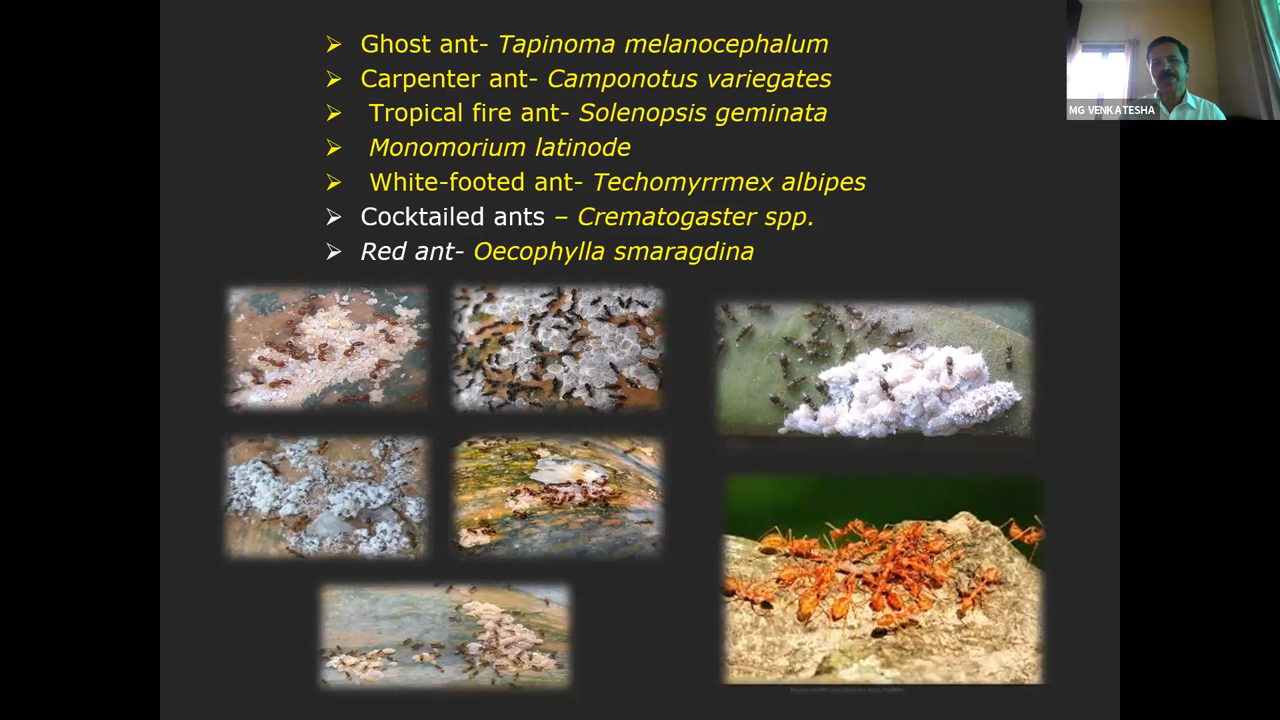 Ghost ant- Tapinoma melanocephalum
Carpenter ant- Camponotus variegates
Tropical fire ant- Solenopsis geminata
Monomorium latinode
White-footed ant- Techomyrrmex albipes
Cocktailed ants – Crematogaster spp.
Red ant- Oecophylla smaragdina
MG VENKATESHA